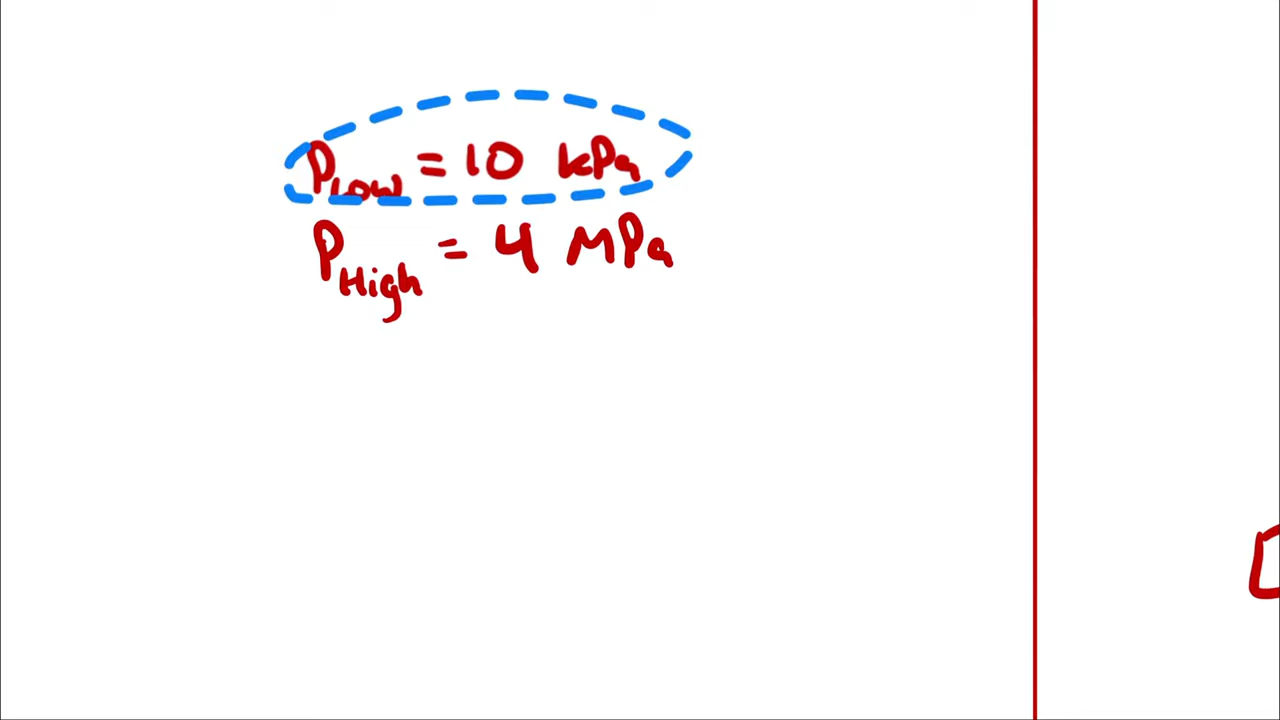 PLow = 10 kPa
PHigh = 4 MPa